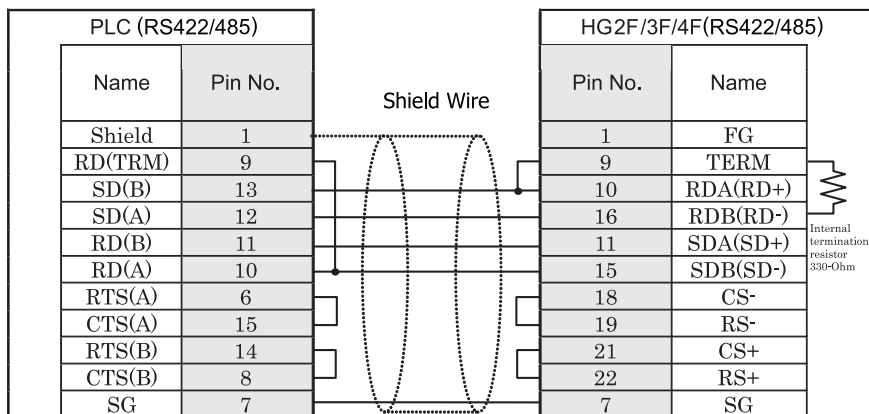 PLC (RS422/485) HG2F/3F/4F(RS422/485)
Name Pin No. Shield Wire Pin No. Name
Shield 1 1 FG
RD(TRM) 9 9 TERM
SD(B) 13 10 RDA(RD+)
SD(A) 12 16 RDB(RD-)
RD(B) 11 11 SDA(SD+)
RD(A) 10 15 SDB(SD-)
Internal
termination
resistor
330-Ohm
RTS(A) 6 18 CS-
CTS(A) 15 19 RS-
RTS(B) 14 21 CS+
CTS(B) 8 22 RS+
SG 7 7 SG